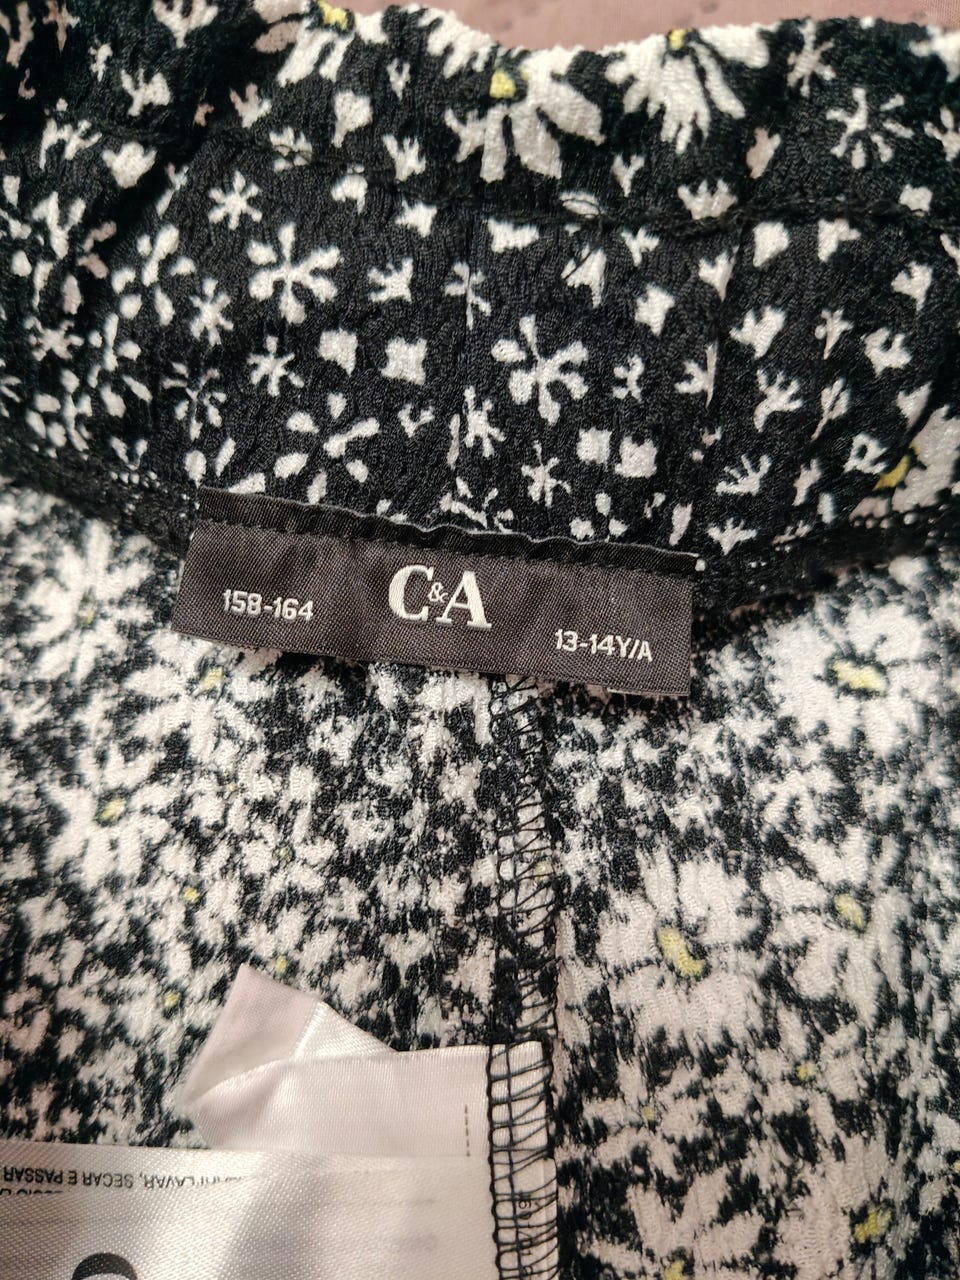 C&A
158-164
13-14Y/A
LAVAR, SECAR E PASSAR